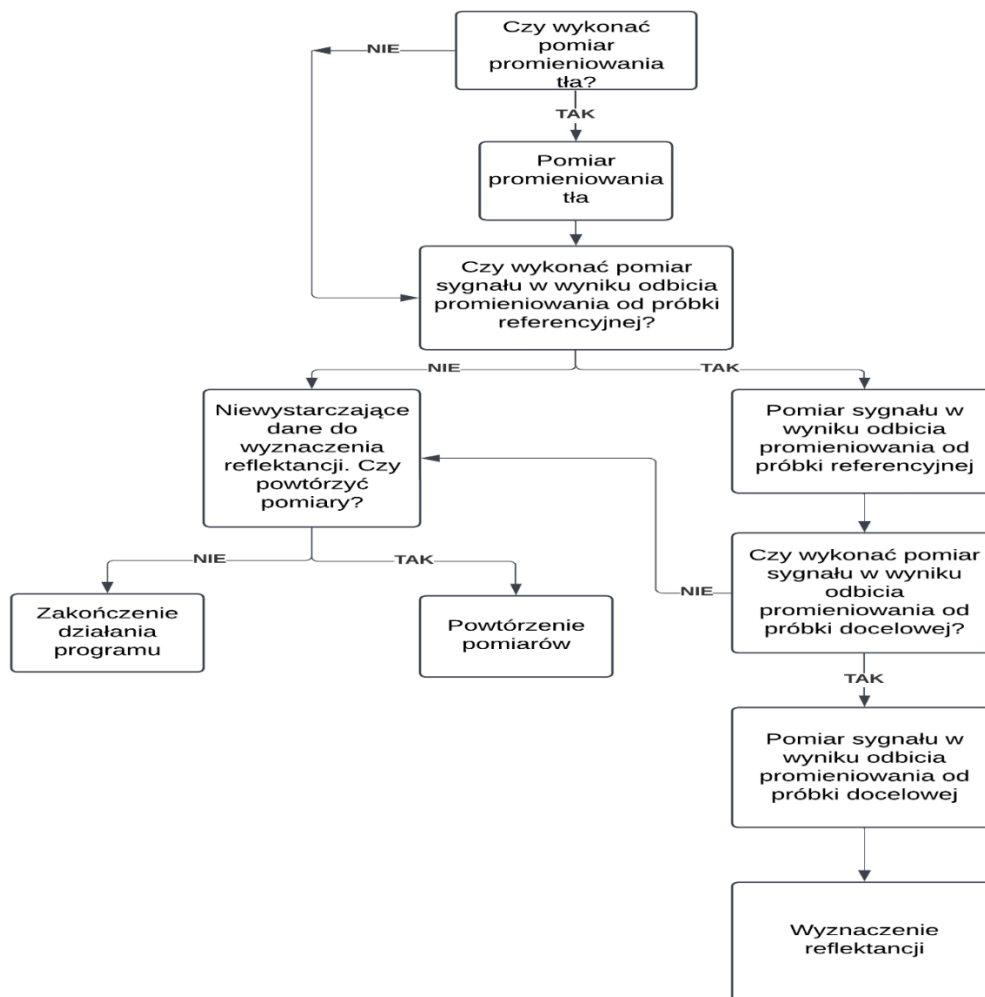 Czy wykonać
pomiar
promieniowania
tła?
NIE
TAK
Pomiar
promieniowania
tła
Czy wykonać pomiar
sygnału w wyniku odbicia
promieniowania od próbki
referencyjnej?
NIE
TAK
Niewystarczające
dane do
wyznaczenia
reflektancji. Czy
powtórzyć
pomiary?
Pomiar sygnału w
wyniku odbicia
promieniowania od
próbki referencyjnej
NIE
TAK
Zakończenie
działania
programu
Powtórzenie
pomiarów
Czy wykonać pomiar
sygnału w wyniku
odbicia
promieniowania od
próbki docelowej?
NIE
TAK
Pomiar sygnału w
wyniku odbicia
promieniowania od
próbki docelowej
Wyznaczenie
reflektancji